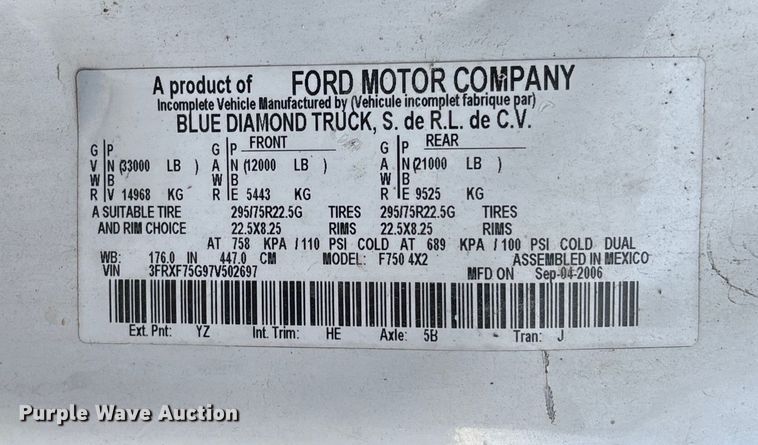 A product of FORD MOTOR COMPANY
Incomplete Vehicle Manufactured by (Vehicule incomplet fabrique par)
BLUE DIAMOND TRUCK, S. de R.L. de C.V.
G P G P FRONT G P REAR
V N (33000 LB ) A N (12000 LB ) A N (21000 LB )
W B W B W B
R V 14968 KG R E 5443 KG R E 9525 KG
A SUITABLE TIRE 295/75R22.5G TIRES 295/75R22.5G
AND RIM CHOICE 22.5X8.25 RIMS 22.5X8.25
AT 758 KPA / 110 PSI COLD AT 689 KPA / 100 PSI COLD DUAL
WB: 176.0 IN 447.0 CM MODEL: F750 4X2 ASSEMBLED IN MEXICO
VIN 3FRXF75G97V502697 MFD ON Sep-04-2006
Ext. Pnt: YZ Int. Trim: HE Axle: 5B Tran: J
Purple Wave Auction